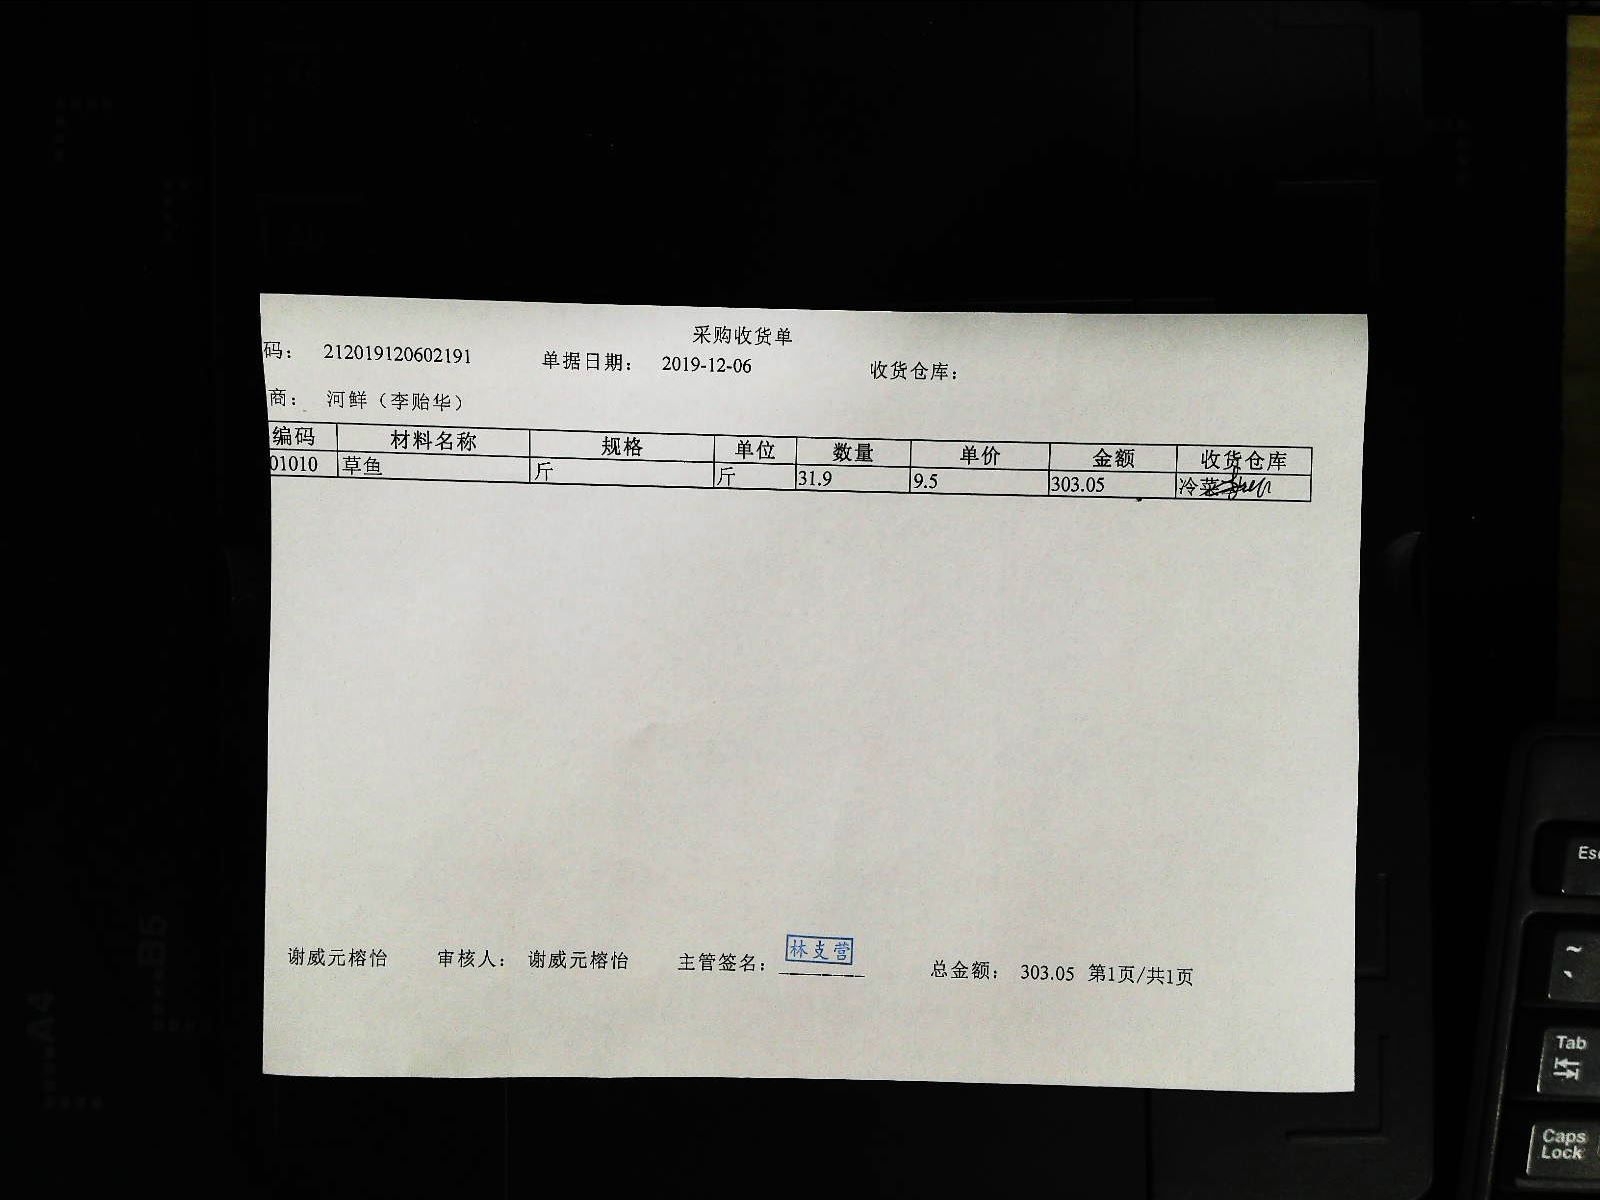 采购收货单
码： 212019120602191 单据日期： 2019-12-06 收货仓库：
商： 河鲜（李贻华）
编码 材料名称 规格 单位 数量 单价 金额 收货仓库
01010 草鱼 斤 斤 31.9 9.5 303.05 冷菜
谢威元榕怡 审核人： 谢威元榕怡 主管签名： 林支营 总金额： 303.05 第1页/共1页
Esc
~
Tab
Caps
Lock
A4
B5